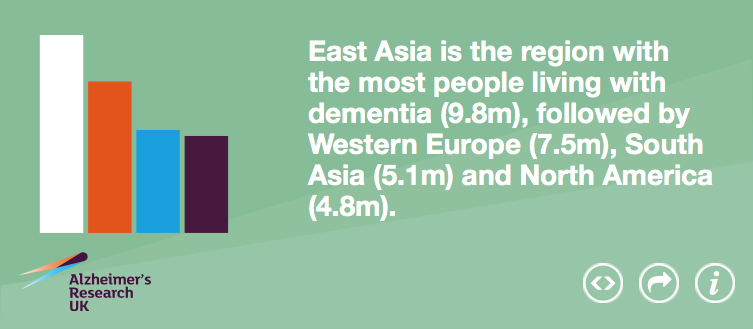 East Asia is the region with
the most people living with
dementia (9.8m), followed by
Western Europe (7.5m), South
Asia (5.1m) and North America
(4.8m).
Alzheimer's
Research
UK